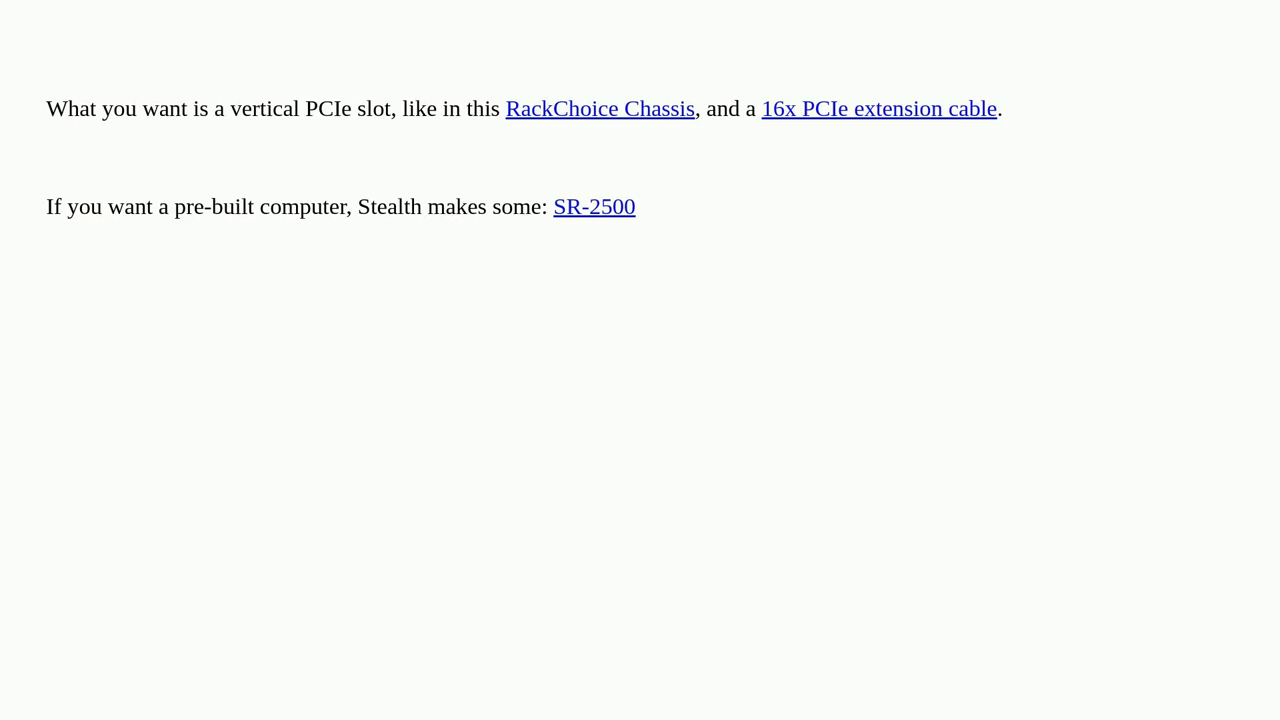 What you want is a vertical PCIe slot, like in this RackChoice Chassis, and a 16x PCIe extension cable.
If you want a pre-built computer, Stealth makes some: SR-2500